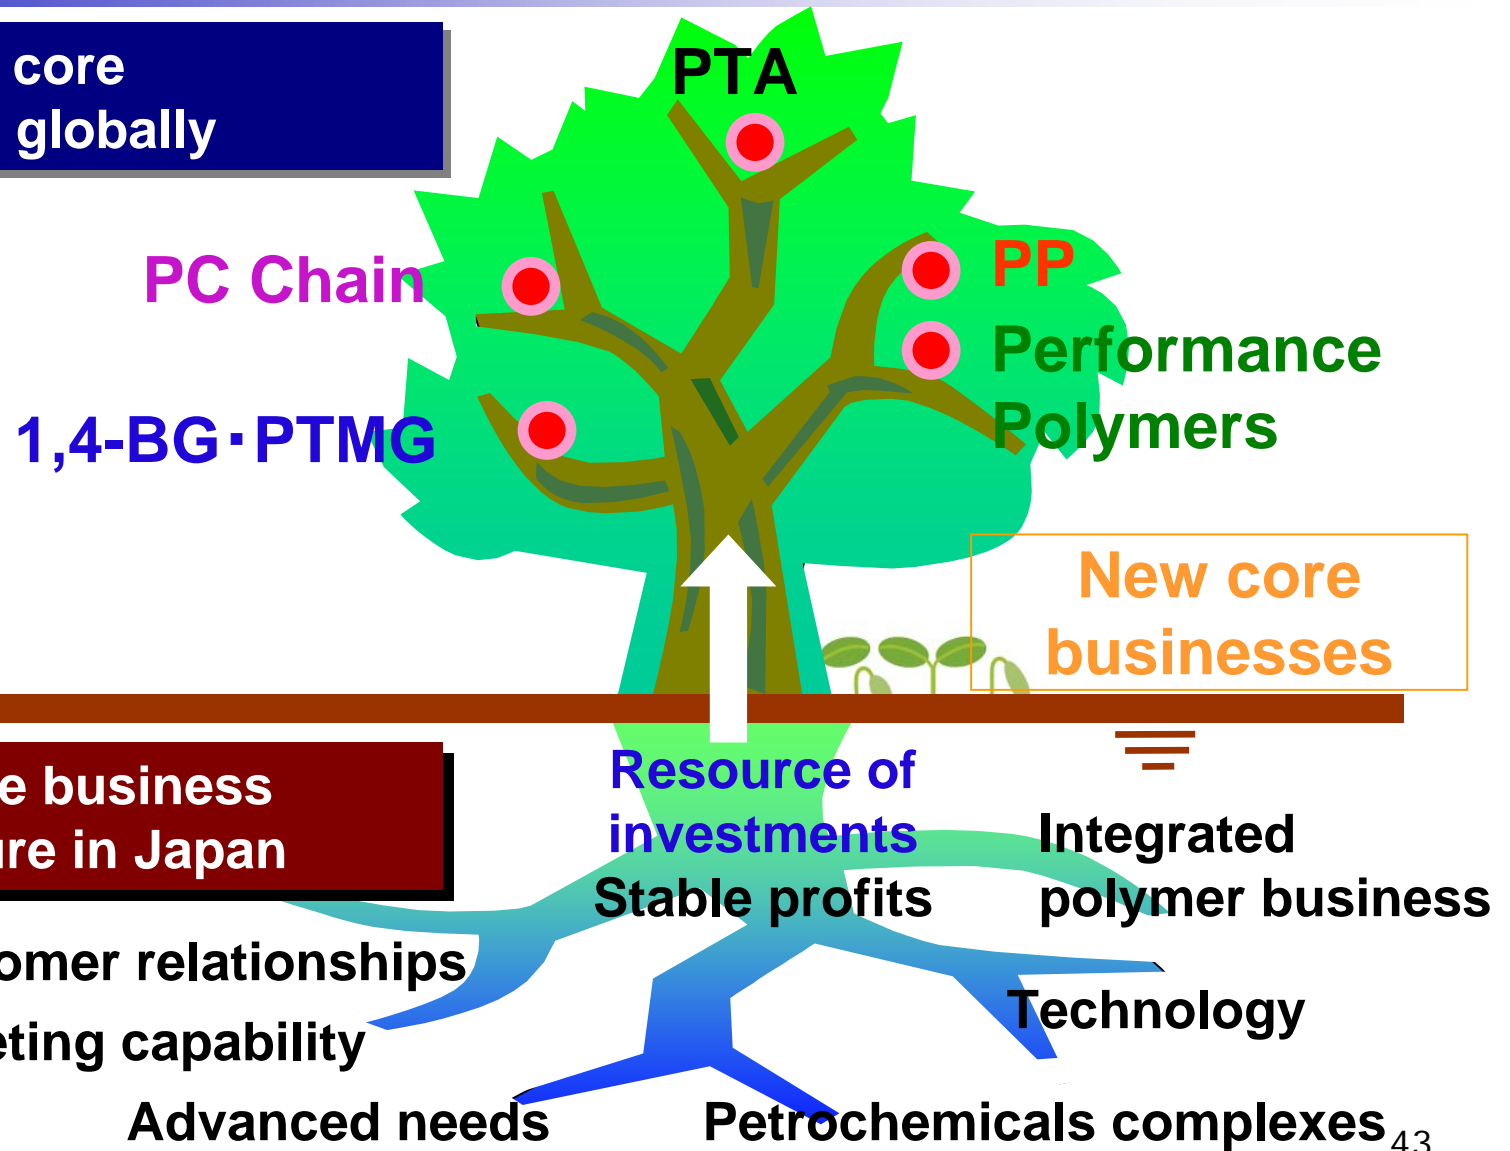 core
globally
PTA
PC Chain
PP
Performance
Polymers
1,4-BG・PTMG
New core
businesses
e business
ure in Japan
Resource of
investments
Stable profits
Integrated
polymer business
omer relationships
Technology
eting capability
Advanced needs
Petrochemicals complexes
43